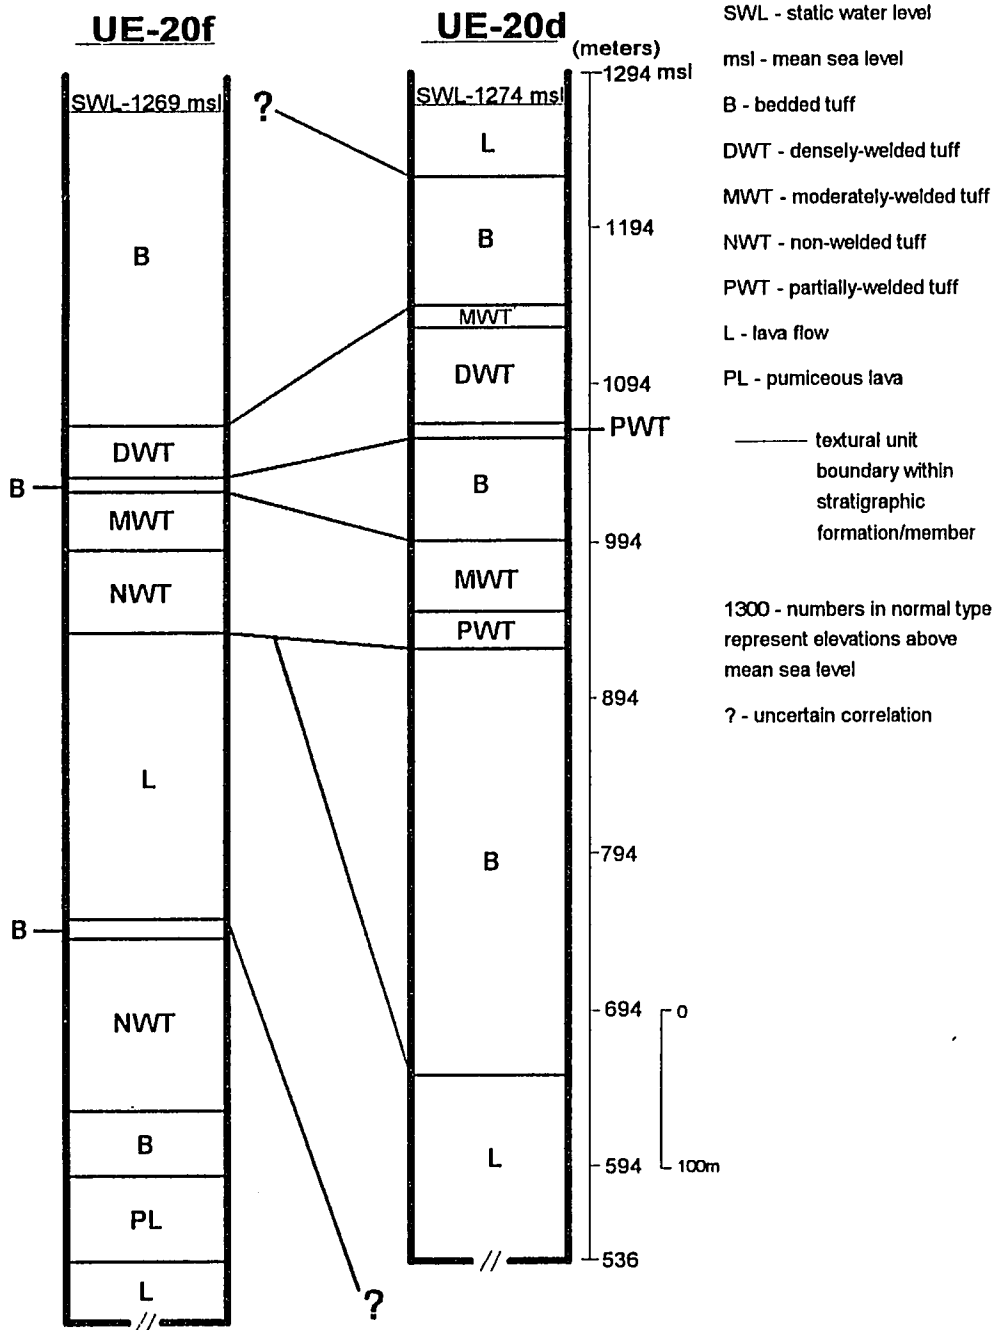 UE-20f
UE-20d
(meters)
SWL-1269 msl
B
DWT
B
MWT
NWT
L
B
NWT
B
PL
L
//
?
?
SWL-1274 msl
L
B
MWT
DWT
PWT
B
MWT
PWT
B
L
//
1294 msl
1194
1094
994
894
794
694
594
536
0
100m
SWL - static water level
msl - mean sea level
B - bedded tuff
DWT - densely-welded tuff
MWT - moderately-welded tuff
NWT - non-welded tuff
PWT - partially-welded tuff
L - lava flow
PL - pumiceous lava
textural unit
boundary within
stratigraphic
formation/member
1300 - numbers in normal type
represent elevations above
mean sea level
? - uncertain correlation